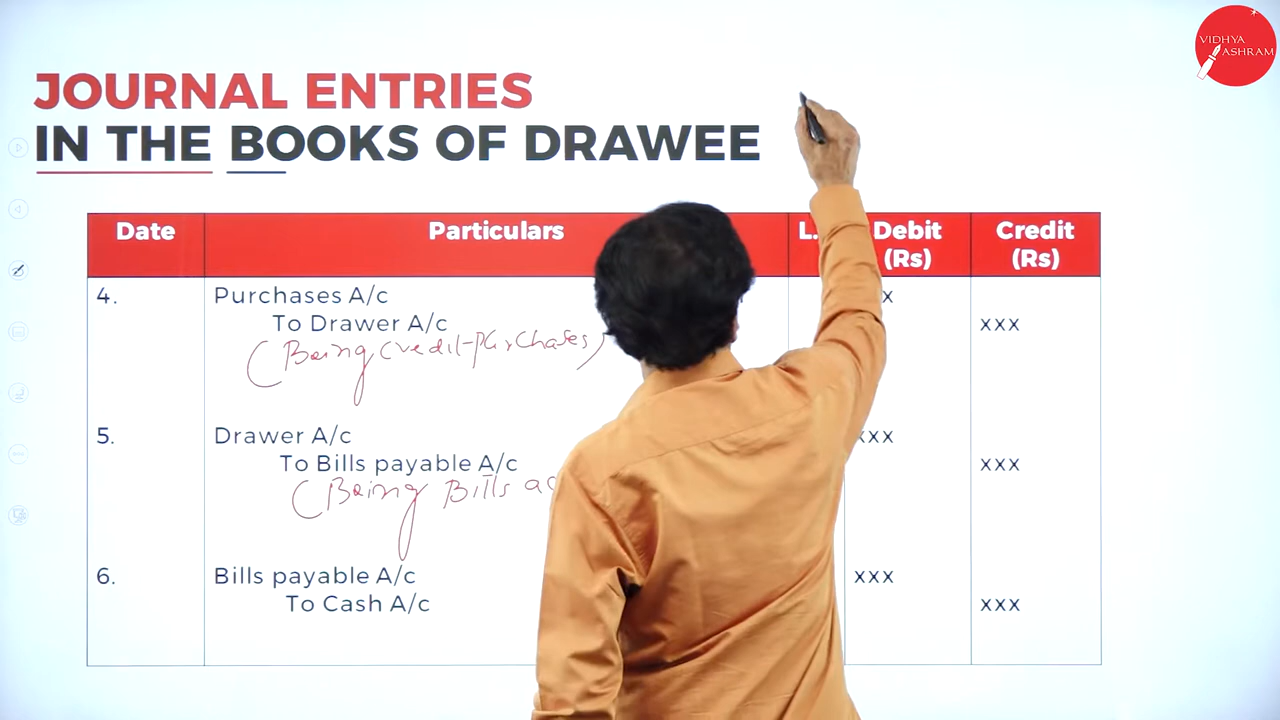 VIDHYA
ASHRAM
JOURNAL ENTRIES
IN THE BOOKS OF DRAWEE
Date Particulars L. Debit (Rs) Credit (Rs)
4. Purchases A/c x
To Drawer A/c xxx
(Being credit-purchases)
5. Drawer A/c xxx
To Bills payable A/c xxx
(Being Bills
6. Bills payable A/c xxx
To Cash A/c xxx